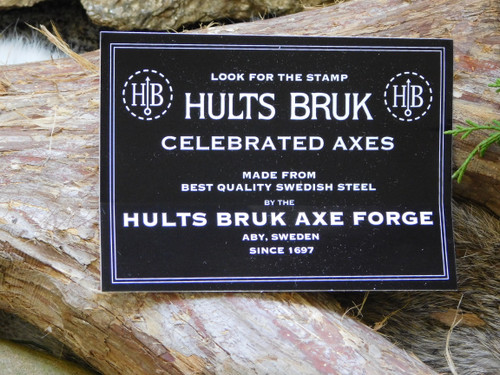 LOOK FOR THE STAMP
HB HULTS BRUK HB
CELEBRATED AXES
MADE FROM
BEST QUALITY SWEDISH STEEL
BY THE
HULTS BRUK AXE FORGE
ABY, SWEDEN
SINCE 1697